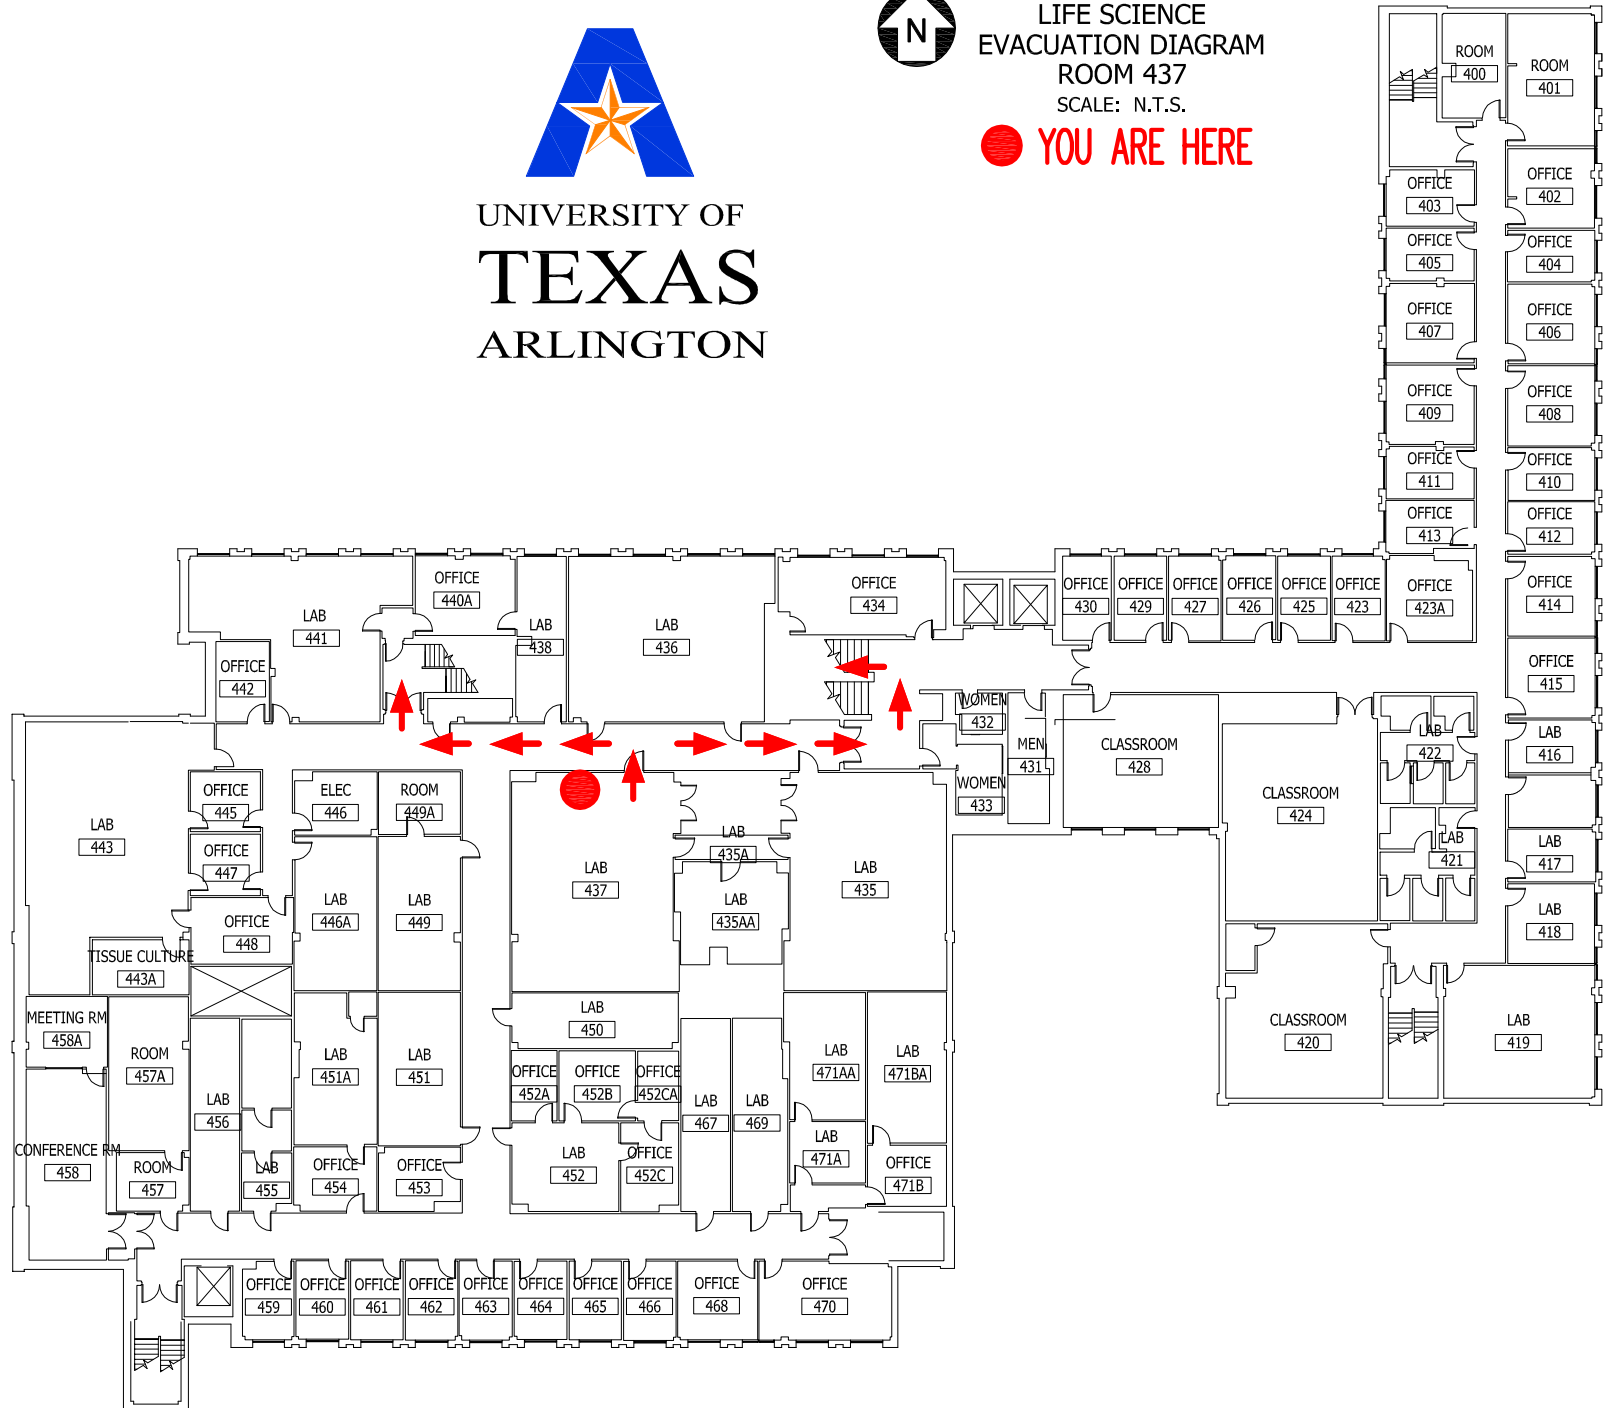 N
LIFE SCIENCE
EVACUATION DIAGRAM
ROOM 437
SCALE: N.T.S.
YOU ARE HERE
UNIVERSITY OF
TEXAS
ARLINGTON
ROOM
400
ROOM
401
OFFICE
402
OFFICE
403
OFFICE
404
OFFICE
405
OFFICE
406
OFFICE
407
OFFICE
408
OFFICE
409
OFFICE
410
OFFICE
411
OFFICE
412
OFFICE
413
OFFICE
414
OFFICE
415
LAB
416
LAB
417
LAB
418
LAB
419
CLASSROOM
420
LAB
421
LAB
422
OFFICE
423
OFFICE
423A
CLASSROOM
424
OFFICE
425
OFFICE
426
OFFICE
427
CLASSROOM
428
OFFICE
429
OFFICE
430
MEN
431
WOMEN
432
WOMEN
433
OFFICE
434
LAB
435
LAB
435A
LAB
435AA
LAB
436
LAB
437
LAB
438
OFFICE
440A
LAB
441
OFFICE
442
LAB
443
TISSUE CULTURE
443A
OFFICE
445
ELEC
446
LAB
446A
OFFICE
447
OFFICE
448
LAB
449
ROOM
449A
LAB
450
LAB
451
LAB
451A
LAB
452
OFFICE
452A
OFFICE
452B
OFFICE
452C
OFFICE
452CA
OFFICE
453
OFFICE
454
LAB
455
LAB
456
ROOM
457
ROOM
457A
CONFERENCE RM
458
MEETING RM
458A
OFFICE
459
OFFICE
460
OFFICE
461
OFFICE
462
OFFICE
463
OFFICE
464
OFFICE
465
OFFICE
466
LAB
467
OFFICE
468
LAB
469
OFFICE
470
LAB
471A
LAB
471AA
OFFICE
471B
LAB
471BA